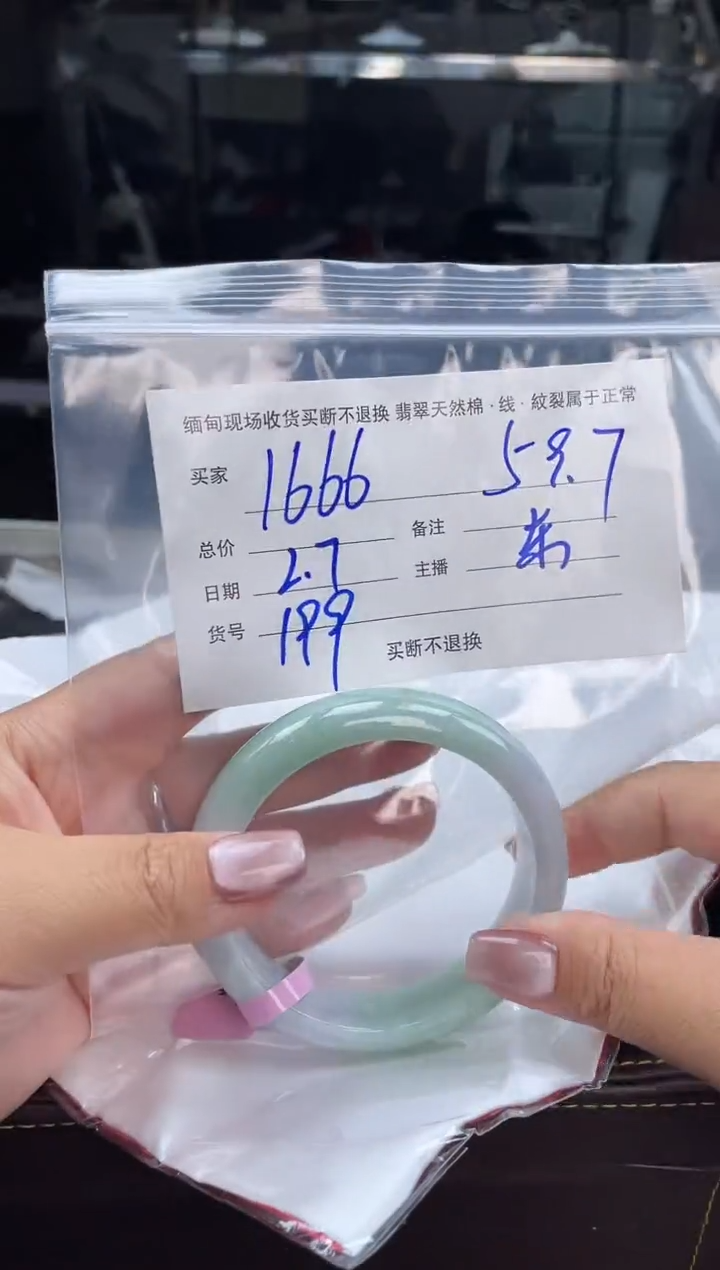 缅甸现场收货买断不退换 翡翠天然棉·线·紋裂属于正常
买家 1666 59.7
总价 备注
日期 2.7 主播 东
货号 199
买断不退换